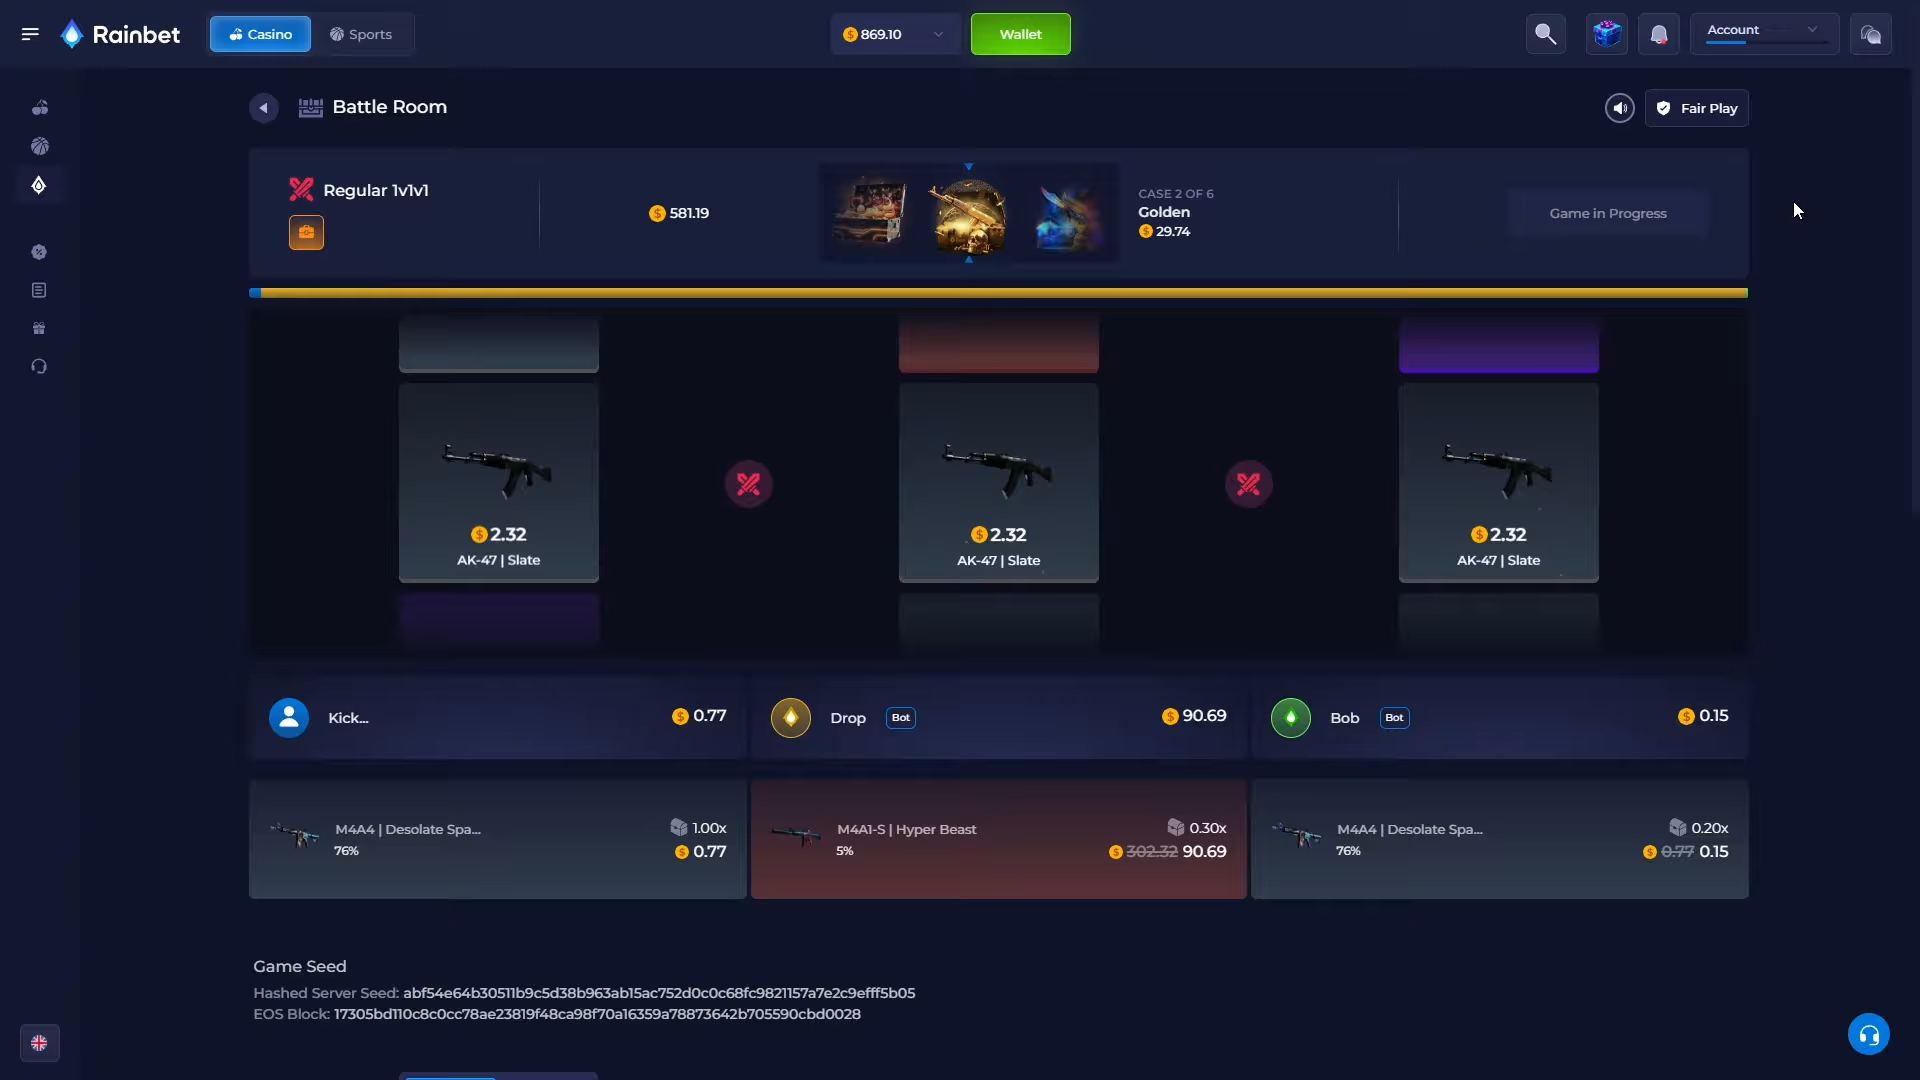 Rainbet
Casino
Sports
869.10
Wallet
Account
Battle Room
Fair Play
Regular 1v1v1
581.19
CASE 2 OF 6
Golden
29.74
Game in Progress
2.32
AK-47 | Slate
2.32
AK-47 | Slate
2.32
AK-47 | Slate
Kick...
0.77
Drop
Bot
90.69
Bob
Bot
0.15
M4A4 | Desolate Spa...
1.00x
76%
0.77
M4A1-S | Hyper Beast
0.30x
5%
302.32 90.69
M4A4 | Desolate Spa...
0.20x
76%
0.77 0.15
Game Seed
Hashed Server Seed: abf54e64b30511b9c5d38b963ab15ac752d0c0c68fc9821157a7e2c9efff5b05
EOS Block: 17305bd110c8c0cc78ae23819f48ca98f70a16359a78873642b705590cbd0028